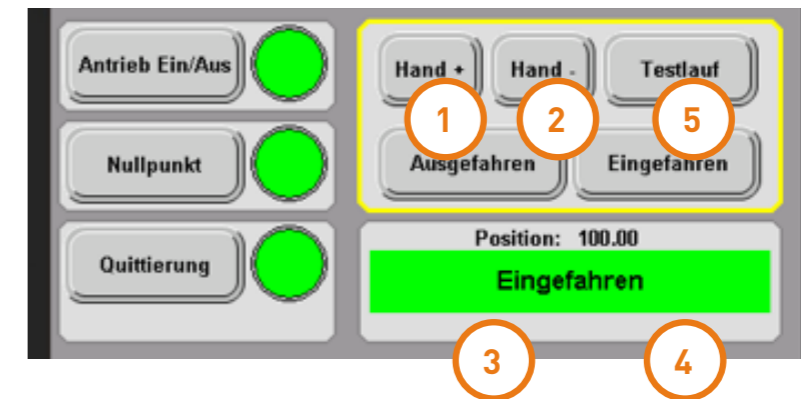 Antrieb Ein/Aus
Nullpunkt
Quittierung
Hand + Hand - Testlauf
1 2 5
Ausgefahren Eingefahren
Position: 100.00
Eingefahren
3 4